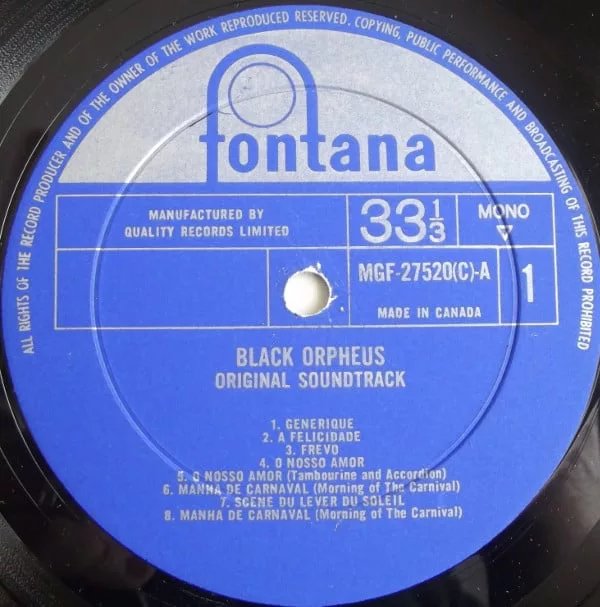 ALL RIGHTS OF THE RECORD PRODUCER AND OF THE OWNER OF THE WORK REPRODUCED RESERVED, COPYING, PUBLIC PERFORMANCE AND BROADCASTING OF THIS RECORD PROHIBITED
fontana
MANUFACTURED BY
QUALITY RECORDS LIMITED
33 1/3
MONO
MGF-27520(C)-A
1
MADE IN CANADA
BLACK ORPHEUS
ORIGINAL SOUNDTRACK
1. GENERIQUE
2. A FELICIDADE
3. FREVO
4. O NOSSO AMOR
5. O NOSSO AMOR (Tambourine and Accordion)
6. MANHA DE CARNAVAL (Morning of The Carnival)
7. SCENE DU LEVER DU SOLEIL
8. MANHA DE CARNAVAL (Morning of The Carnival)